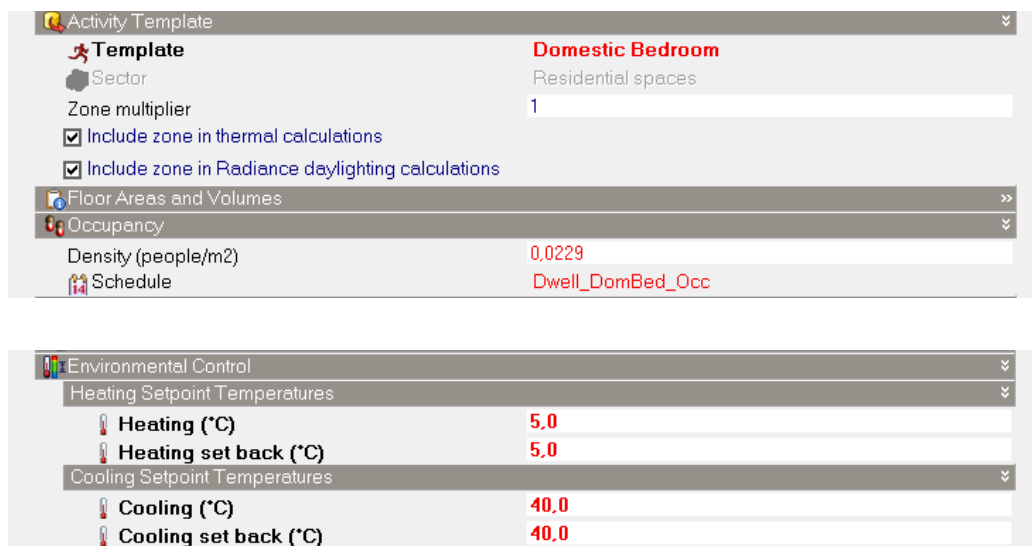 Activity Template
Template Domestic Bedroom
Sector Residential spaces
Zone multiplier 1
Include zone in thermal calculations
Include zone in Radiance daylighting calculations
Floor Areas and Volumes
Occupancy
Density (people/m2) 0,0229
Schedule Dwell_DomBed_Occ
Environmental Control
Heating Setpoint Temperatures
Heating (°C) 5,0
Heating set back (°C) 5,0
Cooling Setpoint Temperatures
Cooling (°C) 40,0
Cooling set back (°C) 40,0